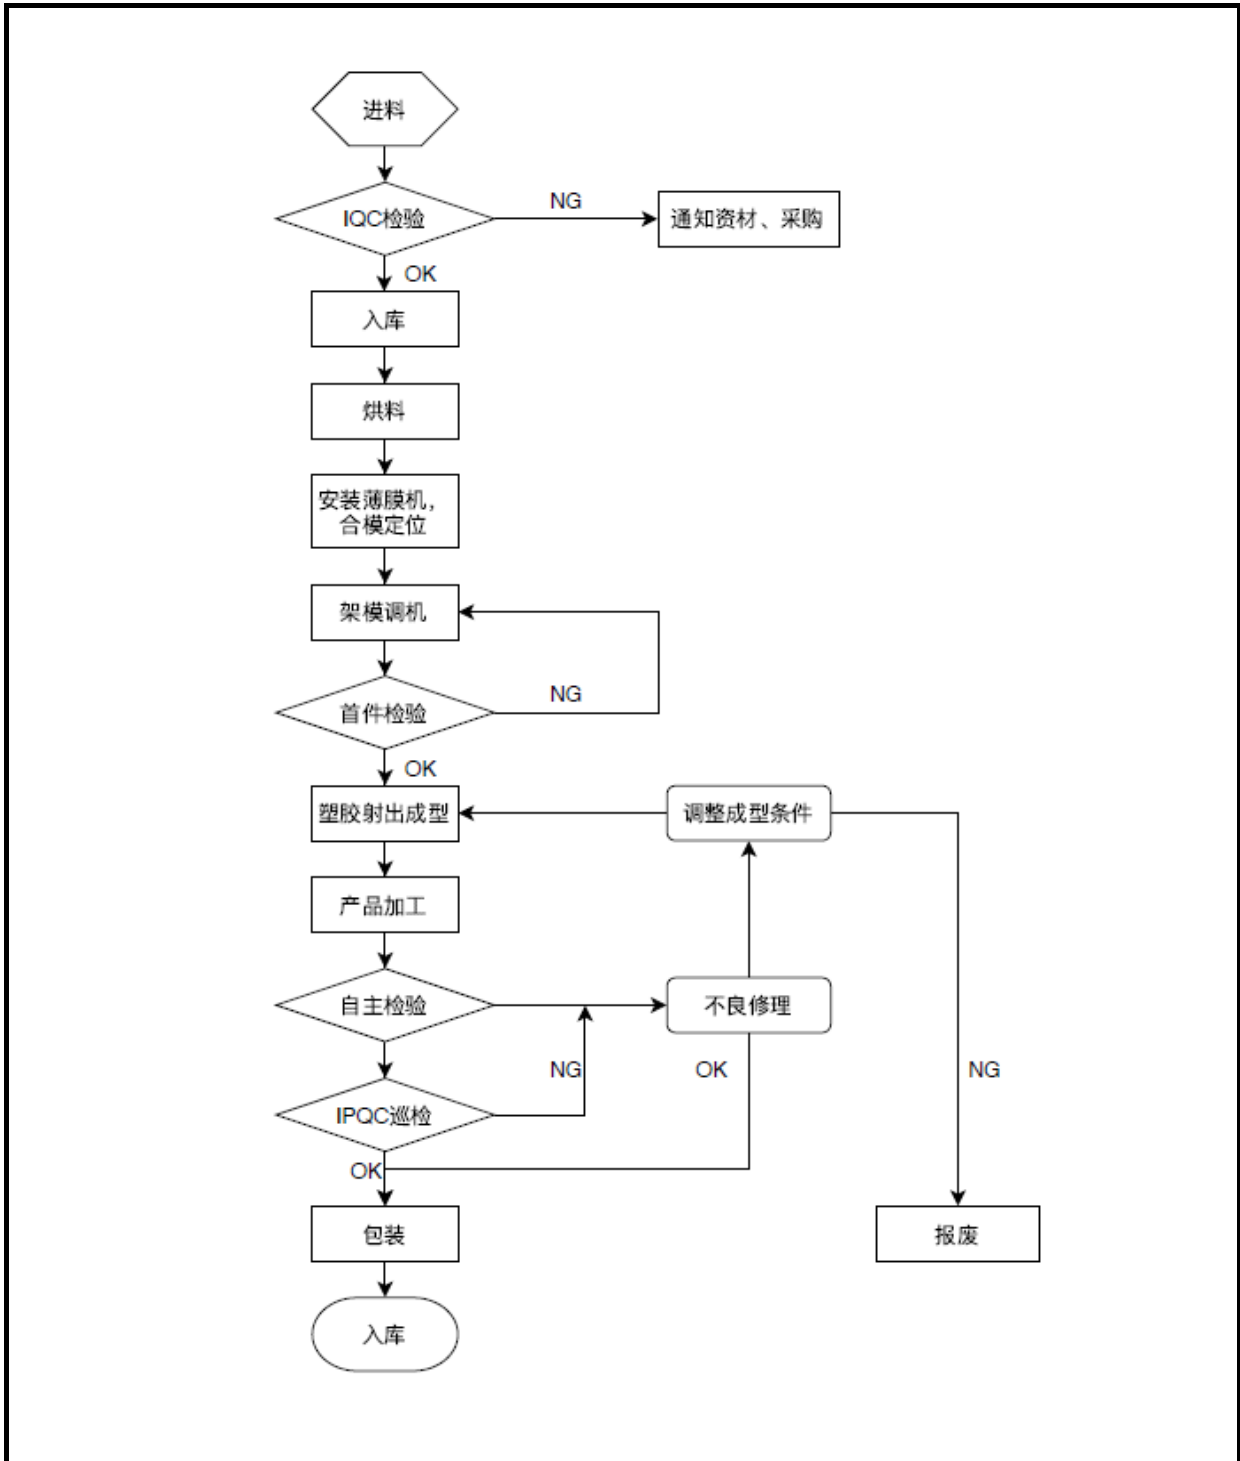 进料
IQC检验
NG
通知资材、采购
OK
入库
烘料
安装薄膜机，
合模定位
架模调机
首件检验
NG
OK
塑胶射出成型
调整成型条件
产品加工
自主检验
不良修理
NG
OK
NG
IPQC巡检
OK
包装
报废
入库